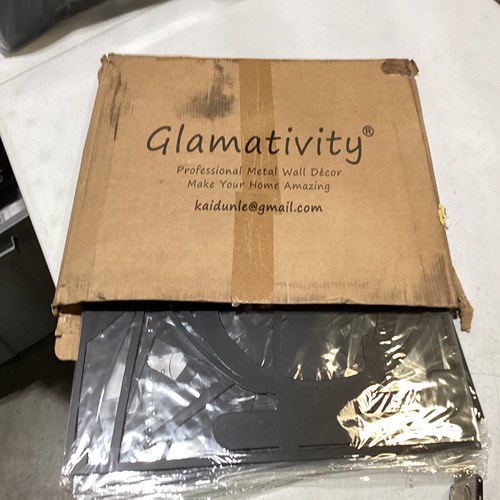 Glamativity®
Professional Metal Wall Décor
Make Your Home Amazing
kaidunle@gmail.com